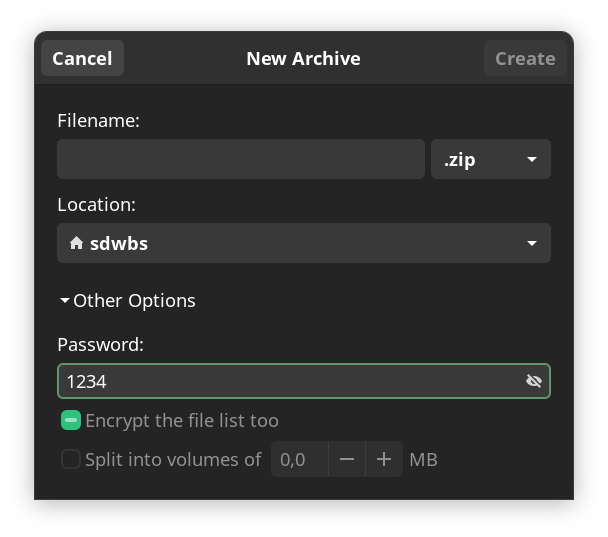 Cancel New Archive Create
Filename:
.zip
Location:
sdwbs
Other Options
Password:
1234
Encrypt the file list too
Split into volumes of 0,0 MB